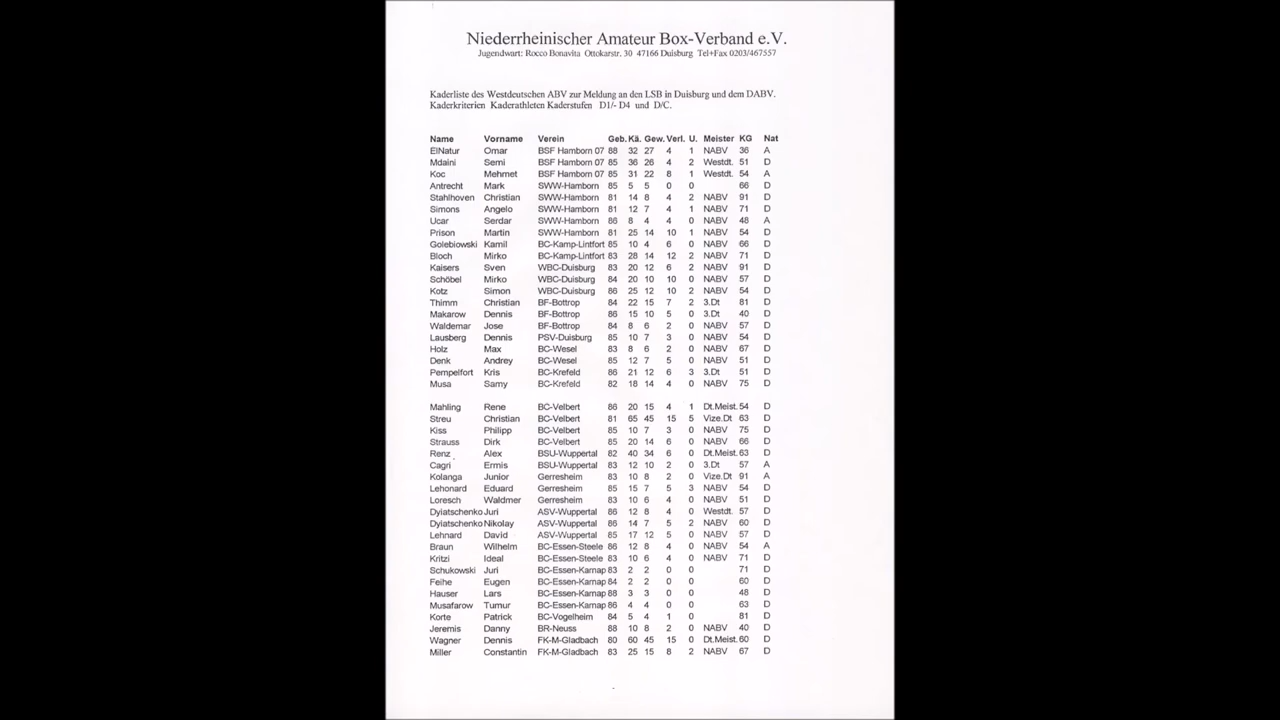 Niederrheinischer Amateur Box-Verband e.V.
Jugendwart: Rocco Bonavita Ottokarstr. 30 47166 Duisburg Tel+Fax 0203/467557
Kaderliste des Westdeutschen ABV zur Meldung an den LSB in Duisburg und dem DABV.
Kaderkriterien Kaderathleten Kaderstufen D1/- D4 und D/C.
Name Vorname Verein Geb. Kä. Gew. Verl. U. Meister KG Nat
ElNatur Omar BSF Hamborn 07 88 32 27 4 1 NABV 36 A
Mdaini Semi BSF Hamborn 07 85 36 26 4 2 Westdt. 51 D
Koc Mehmet BSF Hamborn 07 85 31 22 8 1 Westdt. 54 A
Antrecht Mark SWW-Hamborn 85 5 5 0 0 66 D
Stahlhoven Christian SWW-Hamborn 81 14 8 4 2 NABV 91 D
Simons Angelo SWW-Hamborn 81 12 7 4 1 NABV 71 D
Ucar Serdar SWW-Hamborn 86 8 4 4 0 NABV 48 A
Prison Martin SWW-Hamborn 81 25 14 10 1 NABV 54 D
Golebiowski Kamil BC-Kamp-Lintfort 85 10 4 6 0 NABV 66 D
Bloch Mirko BC-Kamp-Lintfort 83 28 14 12 2 NABV 71 D
Kaisers Sven WBC-Duisburg 83 20 12 6 2 NABV 91 D
Schöbel Mirko WBC-Duisburg 84 20 10 10 0 NABV 57 D
Kotz Simon WBC-Duisburg 86 25 12 10 2 NABV 54 D
Thimm Christian BF-Bottrop 84 22 15 7 2 3.Dt 81 D
Makarow Dennis BF-Bottrop 86 15 10 5 0 3.Dt 40 D
Waldemar Jose BF-Bottrop 84 8 6 2 0 NABV 57 D
Lausberg Dennis PSV-Duisburg 85 10 7 3 0 NABV 54 D
Holz Max BC-Wesel 83 8 6 2 0 NABV 67 D
Denk Andrey BC-Wesel 85 12 7 5 0 NABV 51 D
Pempelfort Kris BC-Krefeld 86 21 12 6 3 3.Dt 51 D
Musa Samy BC-Krefeld 82 18 14 4 0 NABV 75 D
Mahling Rene BC-Velbert 86 20 15 4 1 Dt.Meist. 54 D
Streu Christian BC-Velbert 81 65 45 15 5 Vize.Dt 63 D
Kiss Philipp BC-Velbert 85 10 7 3 0 NABV 75 D
Strauss Dirk BC-Velbert 85 20 14 6 0 NABV 66 D
Renz Alex BSU-Wuppertal 82 40 34 6 0 Dt.Meist. 63 D
Cagri Ermis BSU-Wuppertal 83 12 10 2 0 3.Dt 57 A
Kolanga Junior Gerresheim 83 10 8 2 0 Vize.Dt 91 A
Lehonard Eduard Gerresheim 85 15 7 5 3 NABV 54 D
Loresch Waldmer Gerresheim 83 10 6 4 0 NABV 51 D
Dyiatschenko Juri ASV-Wuppertal 86 12 8 4 0 Westdt. 57 D
Dyiatschenko Nikolay ASV-Wuppertal 86 14 7 5 2 NABV 60 D
Lehnard David ASV-Wuppertal 85 17 12 5 0 NABV 57 D
Braun Wilhelm BC-Essen-Steele 86 12 8 4 0 NABV 54 A
Kritzi Ideal BC-Essen-Steele 83 10 6 4 0 NABV 71 D
Schukowski Juri BC-Essen-Karnap 83 2 2 0 0 71 D
Feihe Eugen BC-Essen-Karnap 84 2 2 0 0 60 D
Hauser Lars BC-Essen-Karnap 88 3 3 0 0 48 D
Musafarow Tumur BC-Essen-Karnap 86 4 4 0 0 63 D
Korte Patrick BC-Vogelheim 84 5 4 1 0 81 D
Jeremis Danny BR-Neuss 88 10 8 2 0 NABV 40 D
Wagner Dennis FK-M-Gladbach 80 60 45 15 0 Dt.Meist. 60 D
Miller Constantin FK-M-Gladbach 83 25 15 8 2 NABV 67 D